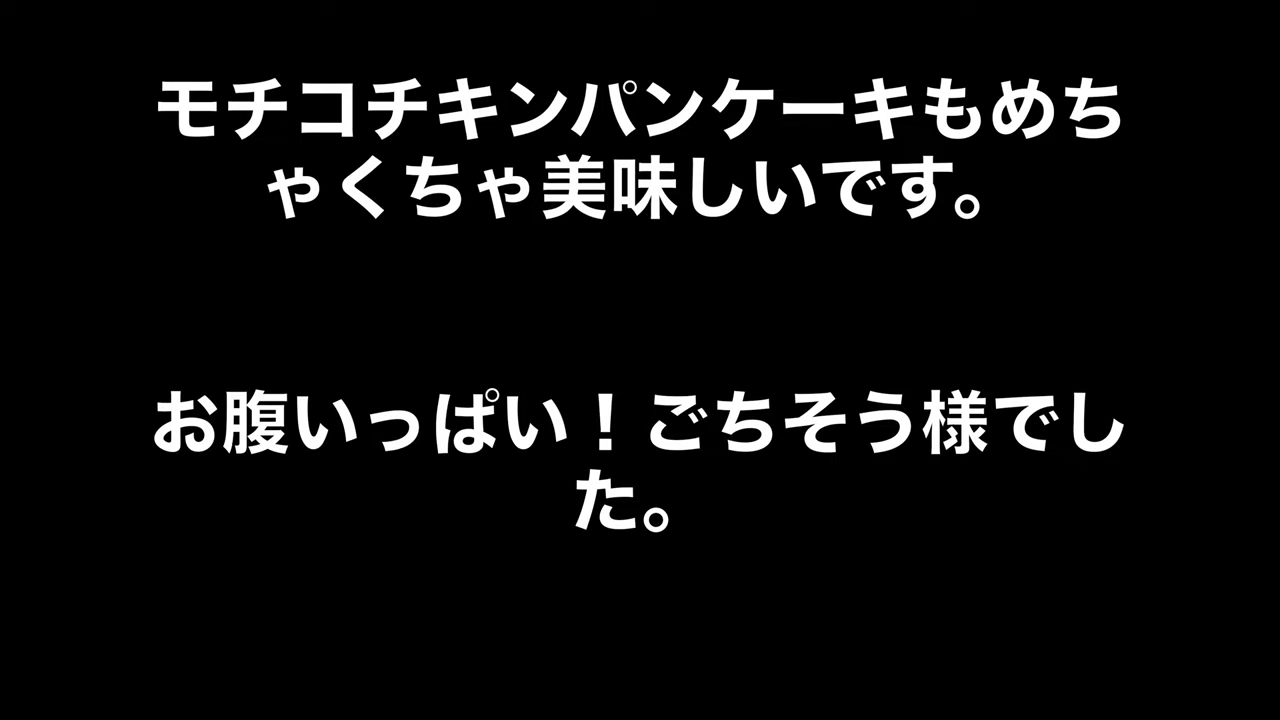 モチコチキンパンケーキもめち
ゃくちゃ美味しいです。
お腹いっぱい！ごちそう様でし
た。